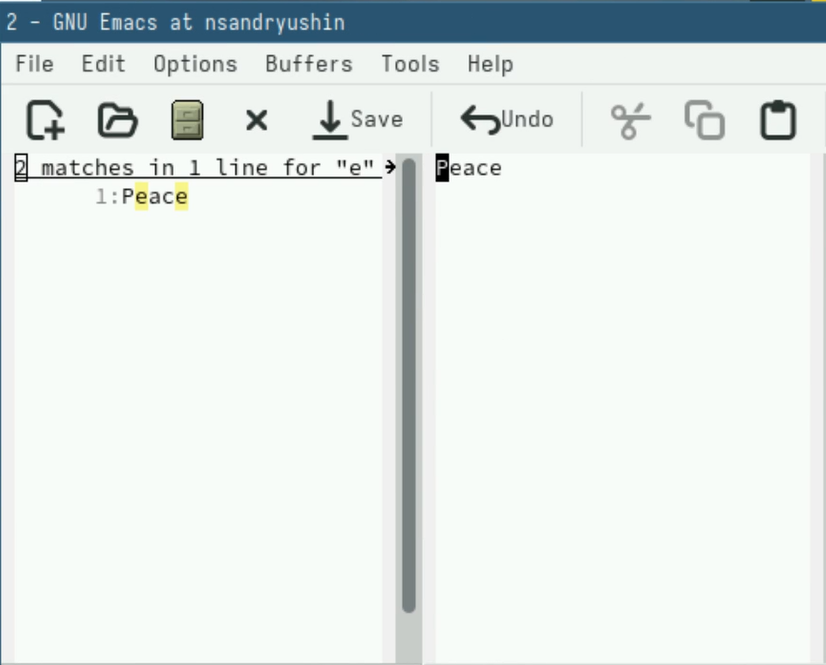 2 - GNU Emacs at nsandryushin
File Edit Options Buffers Tools Help
Save Undo
2 matches in 1 line for "e"
1:Peace
Peace